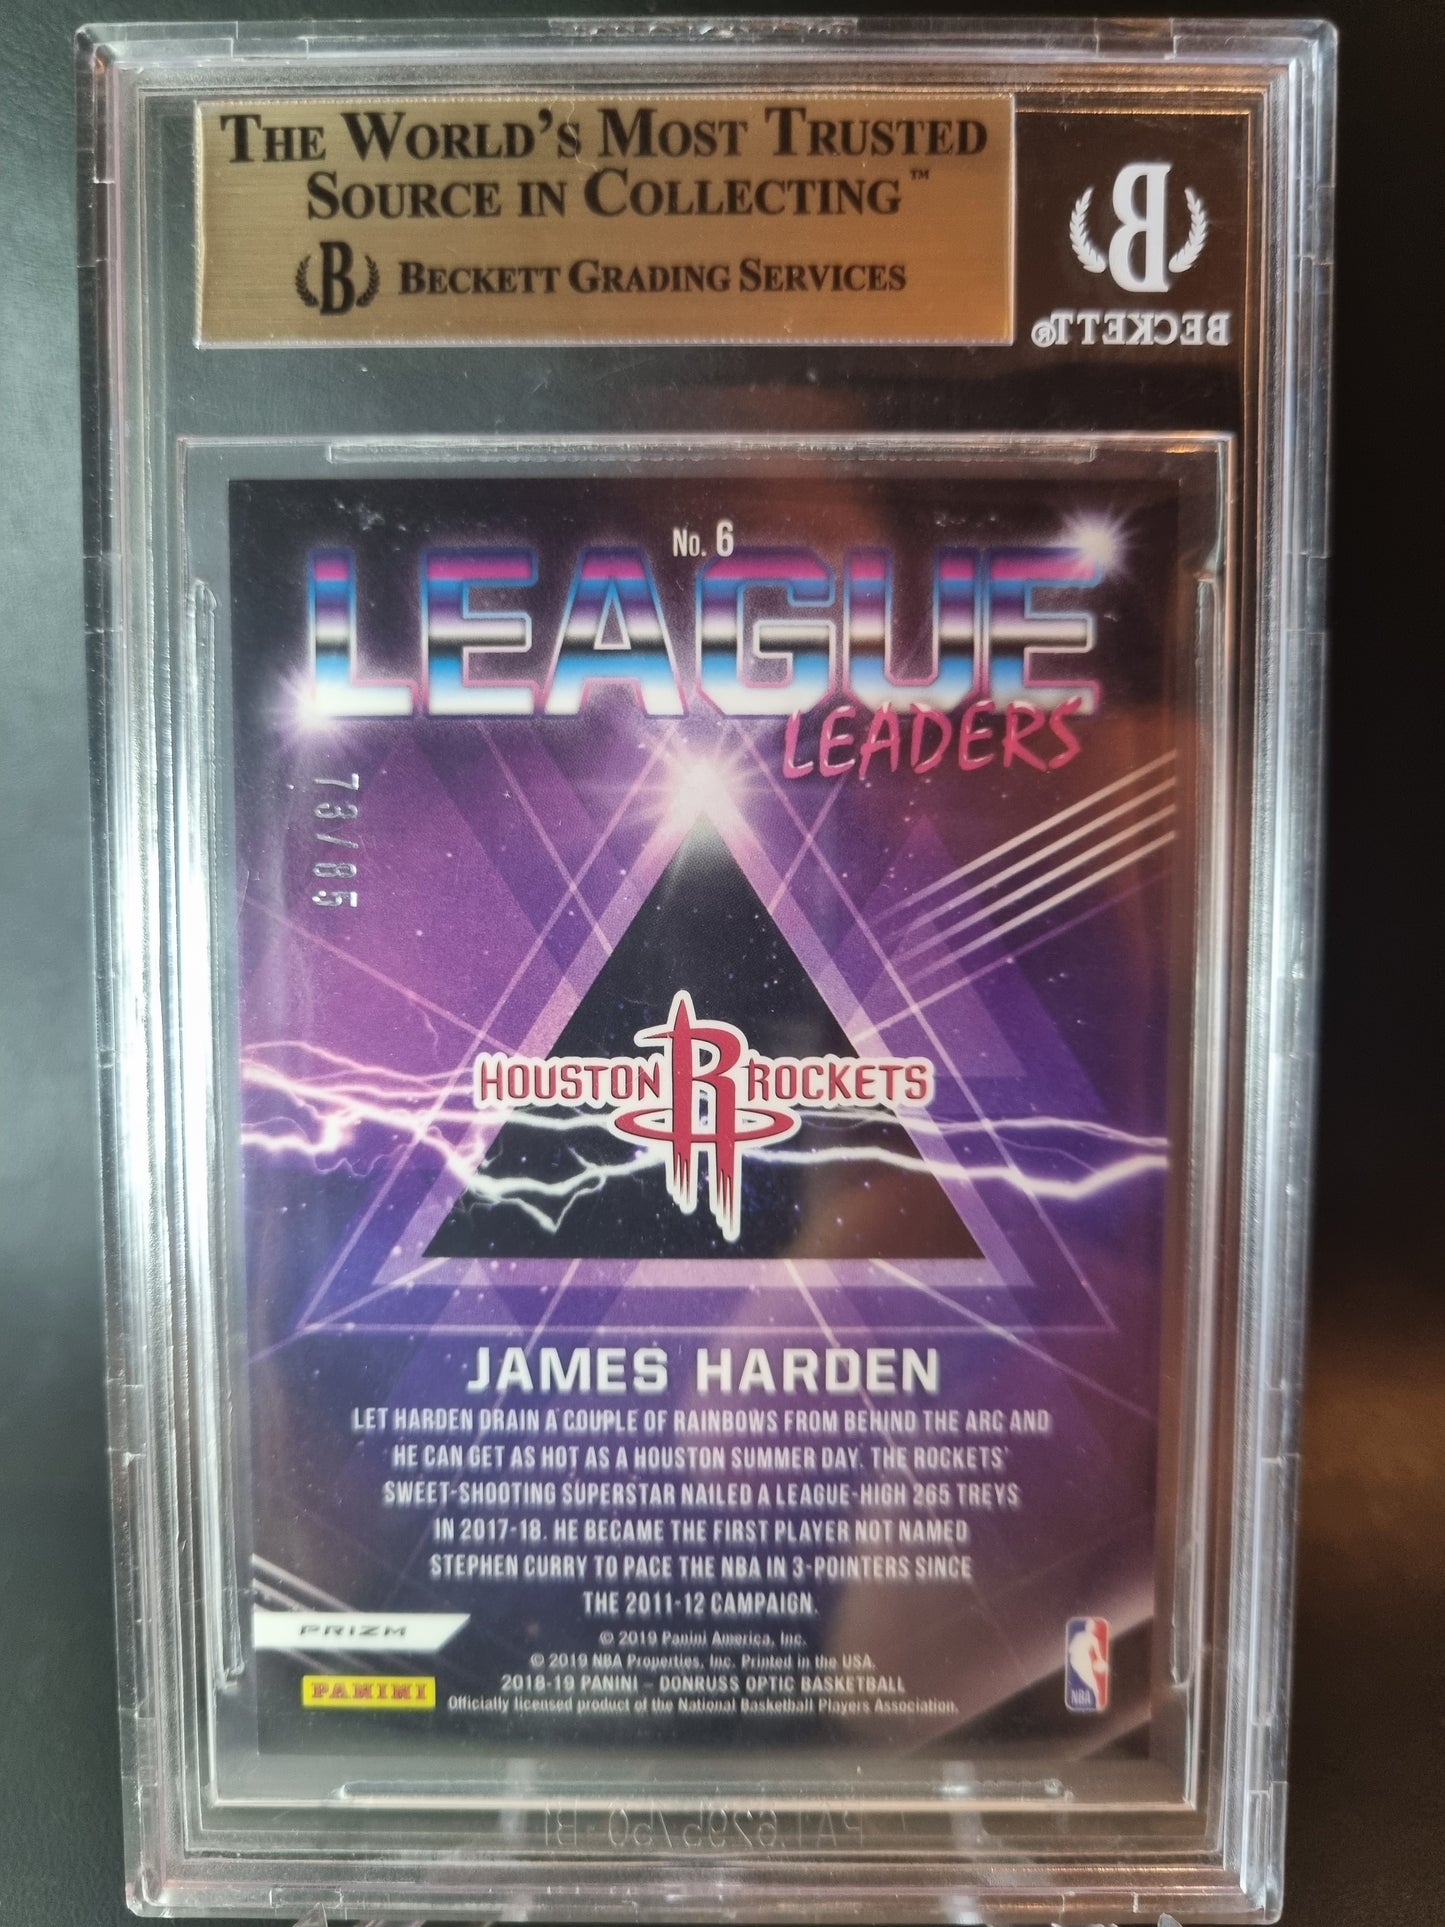 THE WORLD'S MOST TRUSTED
SOURCE IN COLLECTING™
B BECKETT GRADING SERVICES
B
BECKETT®
No. 6
LEAGUE
LEADERS
73/85
HOUSTON R ROCKETS
JAMES HARDEN
LET HARDEN DRAIN A COUPLE OF RAINBOWS FROM BEHIND THE ARC AND
HE CAN GET AS HOT AS A HOUSTON SUMMER DAY. THE ROCKETS'
SWEET-SHOOTING SUPERSTAR NAILED A LEAGUE-HIGH 265 TREYS
IN 2017-18. HE BECAME THE FIRST PLAYER NOT NAMED
STEPHEN CURRY TO PACE THE NBA IN 3-POINTERS SINCE
THE 2011-12 CAMPAIGN.
PRIZM
© 2019 Panini America, Inc.
© 2019 NBA Properties, Inc. Printed in the USA.
2018-19 PANINI – DONRUSS OPTIC BASKETBALL
Officially licensed product of the National Basketball Players Association.
PANINI
NBA